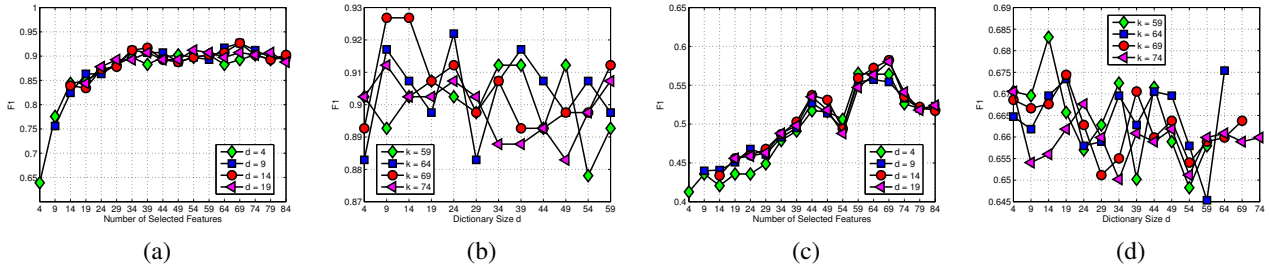 1
0.95
0.9
0.85
0.8
0.75
0.7
0.65
F1
4 9 14 19 24 29 34 39 44 49 54 59 64 69 74 79 84
Number of Selected Features
d = 4
d = 9
d = 14
d = 19
(a)
0.93
0.92
0.91
0.90
0.89
0.88
0.87
F1
4 9 14 19 24 29 34 39 44 49 54 59
Dictionary Size d
k = 59
k = 64
k = 69
k = 74
(b)
0.65
0.6
0.55
0.5
0.45
0.4
F1
4 9 14 19 24 29 34 39 44 49 54 59 64 69 74 79 84
Number of Selected Features
d = 4
d = 9
d = 14
d = 19
(c)
0.69
0.685
0.68
0.675
0.67
0.665
0.66
0.655
0.65
0.645
F1
4 9 14 19 24 29 34 39 44 49 54 59 64 69 74
Dictionary Size d
k = 59
k = 64
k = 69
k = 74
(d)